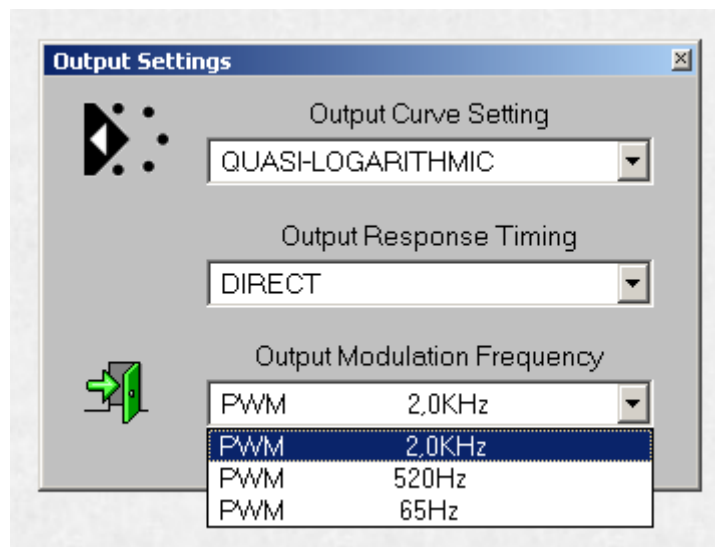 Output Settings
Output Curve Setting
QUASI-LOGARITHMIC
Output Response Timing
DIRECT
Output Modulation Frequency
PWM 2,0KHz
PWM 2,0KHz
PWM 520Hz
PWM 65Hz